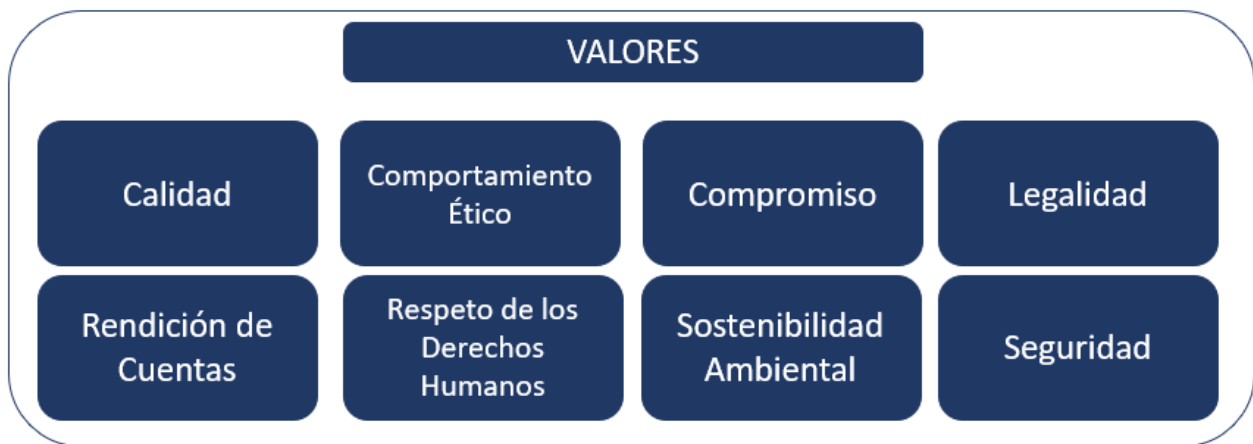 VALORES
Calidad
Comportamiento
Ético
Compromiso
Legalidad
Rendición de
Cuentas
Respeto de los
Derechos
Humanos
Sostenibilidad
Ambiental
Seguridad